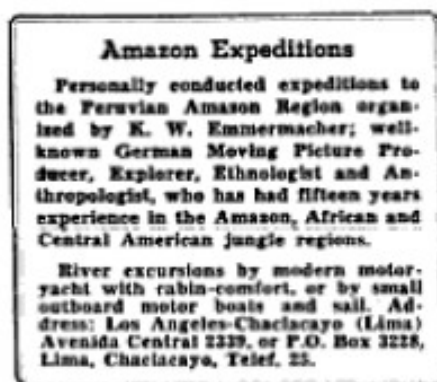 Amazon Expeditions
Personally conducted expeditions to
the Peruvian Amazon Region organ-
ized by K. W. Emmermacher; well-
known German Moving Picture Pro-
ducer, Explorer, Ethnologist and An-
thropologist, who has had fifteen years
experience in the Amazon, African and
Central American jungle regions.
River excursions by modern motor-
yacht with cabin-comfort, or by small
outboard motor boats and sail. Ad-
dress: Los Angeles-Chaclacayo (Lima)
Avenida Central 2339, or P.O. Box 3228,
Lima, Chaclacayo, Telef. 25.